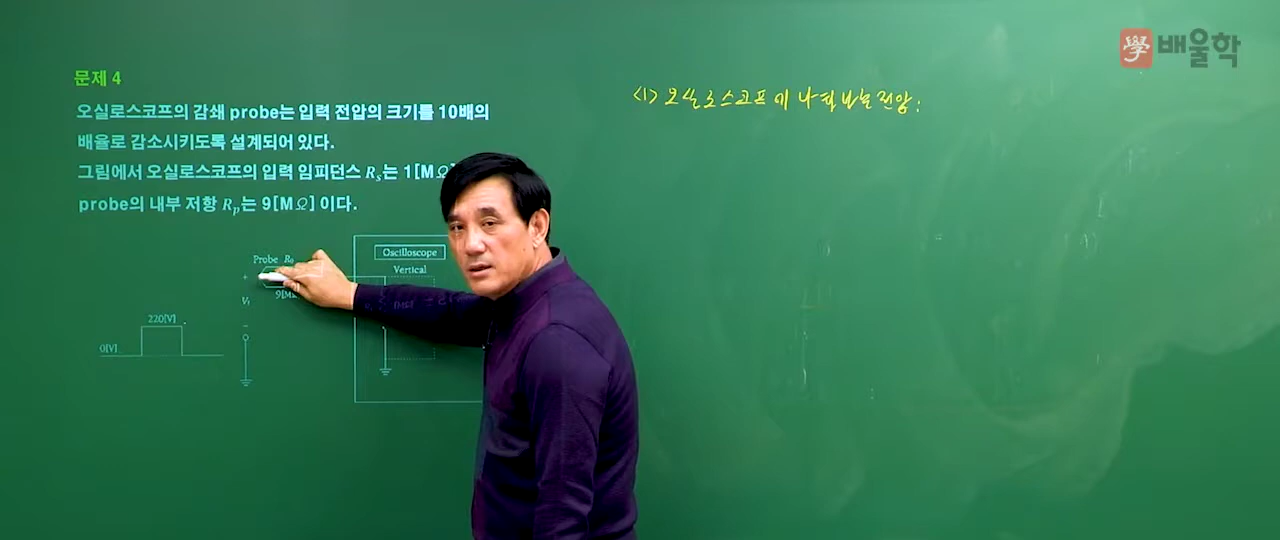 學 배울학
문제 4
오실로스코프의 감쇄 probe는 입력 전압의 크기를 10배의
배율로 감소시키도록 설계되어 있다.
그림에서 오실로스코프의 입력 임피던스 Rs는 1[MΩ]
probe의 내부 저항 Rp는 9[MΩ] 이다.
<1> 오실로스코프에 나타나는 전압 :
Oscilloscope
Probe Rp
Vertical
+
9[MΩ
V1
220[V]
−
0[V]